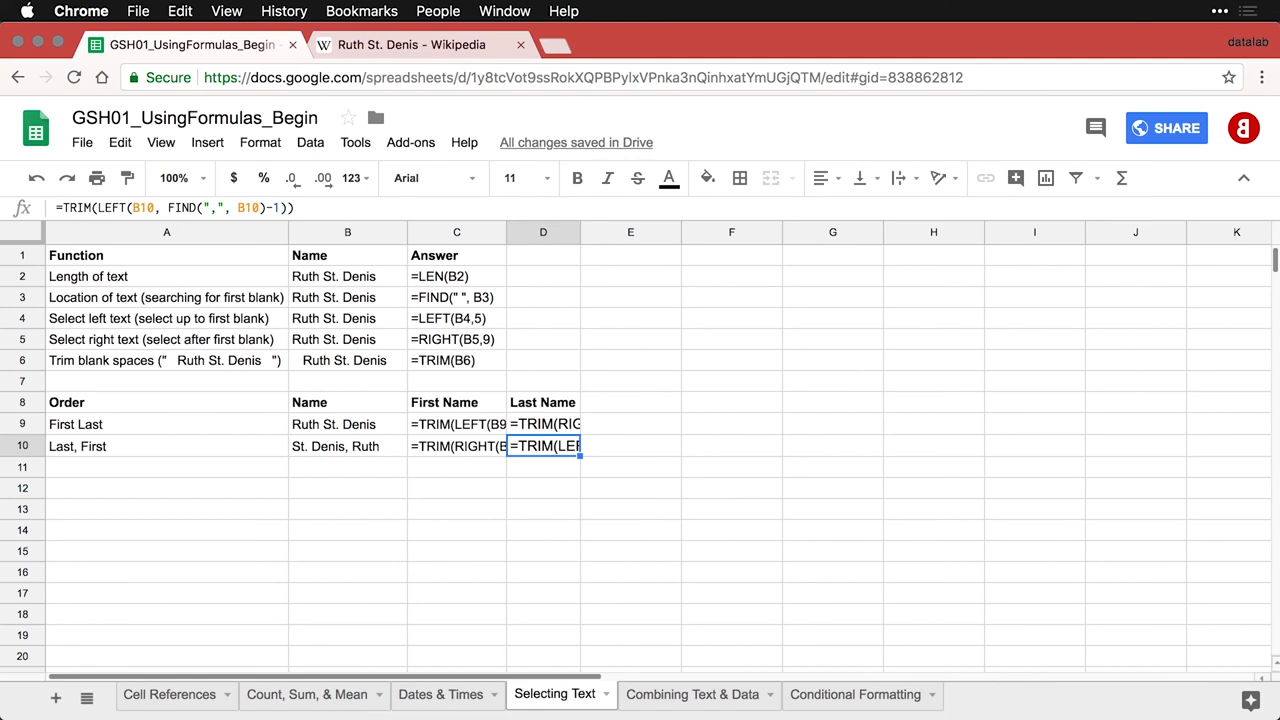 Chrome File Edit View History Bookmarks People Window Help
GSH01_UsingFormulas_Begin - × W Ruth St. Denis - Wikipedia × datalab
Secure https://docs.google.com/spreadsheets/d/1y8tcVot9ssRokXQPBPylxVPnka3nQinhxatYmUGjQTM/edit#gid=838862812
GSH01_UsingFormulas_Begin
File Edit View Insert Format Data Tools Add-ons Help All changes saved in Drive SHARE
100% $ % .0 .00 123 Arial 11 B I S A Σ
fx =TRIM(LEFT(B10, FIND(",", B10)-1))
A B C D E F G H I J K
1 Function Name Answer
2 Length of text Ruth St. Denis =LEN(B2)
3 Location of text (searching for first blank) Ruth St. Denis =FIND(" ", B3)
4 Select left text (select up to first blank) Ruth St. Denis =LEFT(B4,5)
5 Select right text (select after first blank) Ruth St. Denis =RIGHT(B5,9)
6 Trim blank spaces ("   Ruth St. Denis   ") Ruth St. Denis =TRIM(B6)
7
8 Order Name First Name Last Name
9 First Last Ruth St. Denis =TRIM(LEFT(B9 =TRIM(RIG
10 Last, First St. Denis, Ruth =TRIM(RIGHT(B =TRIM(LEF
11
12
13
14
15
16
17
18
19
20
+ Cell References Count, Sum, & Mean Dates & Times Selecting Text Combining Text & Data Conditional Formatting